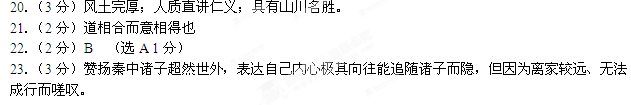 20.（3 分）风土完厚；人质直讲仁义；具有山川名胜。
21.（2 分）道相合而意相得也
22.（2 分）B （选 A 1 分）
23.（3 分）赞扬秦中诸子超然世外，表达自己内心极其向往能追随诸子而隐，但因为离家较远、无法
成行而嗟叹。